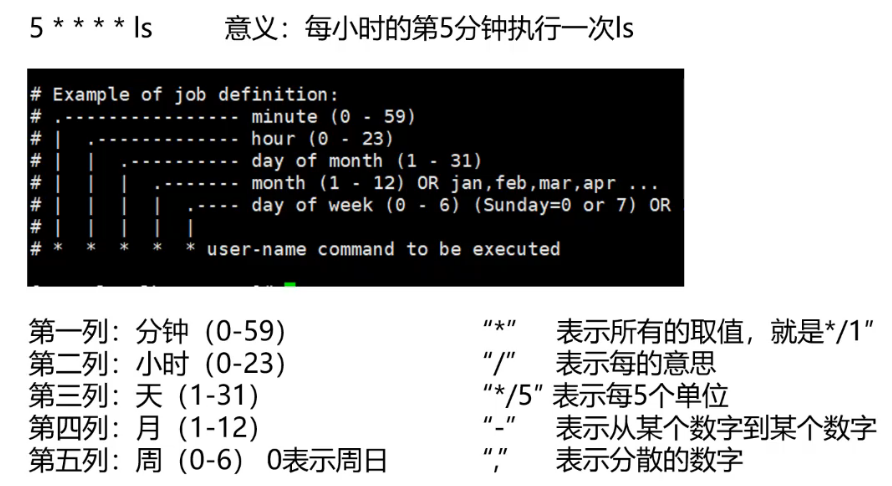 5 * * * * ls 意义：每小时的第5分钟执行一次ls
# Example of job definition:
# .---------------- minute (0 - 59)
# | .------------- hour (0 - 23)
# | | .---------- day of month (1 - 31)
# | | | .------- month (1 - 12) OR jan,feb,mar,apr ...
# | | | | .---- day of week (0 - 6) (Sunday=0 or 7) OR
# | | | | |
# * * * * * user-name command to be executed
第一列：分钟（0-59） “*” 表示所有的取值，就是*/1”
第二列：小时（0-23） “/” 表示每的意思
第三列：天（1-31） “*/5” 表示每5个单位
第四列：月（1-12） “-” 表示从某个数字到某个数字
第五列：周（0-6） 0表示周日 “,” 表示分散的数字